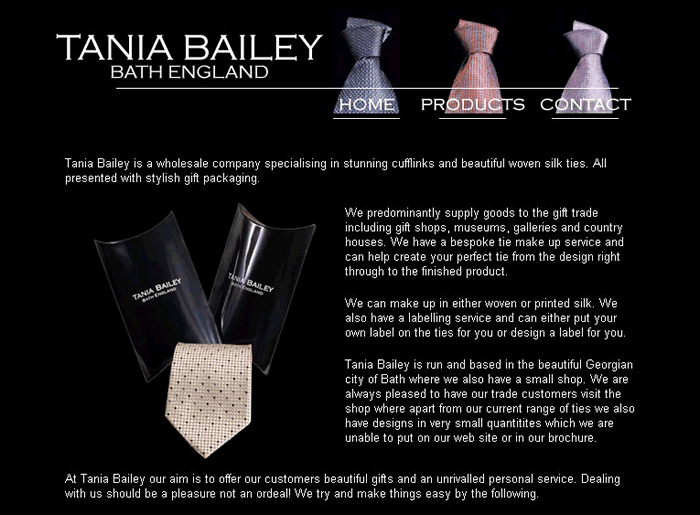 TANIA BAILEY
BATH ENGLAND
HOME PRODUCTS CONTACT
Tania Bailey is a wholesale company specialising in stunning cufflinks and beautiful woven silk ties. All
presented with stylish gift packaging.
TANIA BAILEY
BATH ENGLAND
TANIA BAILEY
BATH ENGLAND
We predominantly supply goods to the gift trade
including gift shops, museums, galleries and country
houses. We have a bespoke tie make up service and
can help create your perfect tie from the design right
through to the finished product.
We can make up in either woven or printed silk. We
also have a labelling service and can either put your
own label on the ties for you or design a label for you.
Tania Bailey is run and based in the beautiful Georgian
city of Bath where we also have a small shop. We are
always pleased to have our trade customers visit the
shop where apart from our current range of ties we also
have designs in very small quantitites which we are
unable to put on our web site or in our brochure.
At Tania Bailey our aim is to offer our customers beautiful gifts and an unrivalled personal service. Dealing
with us should be a pleasure not an ordeal! We try and make things easy by the following.